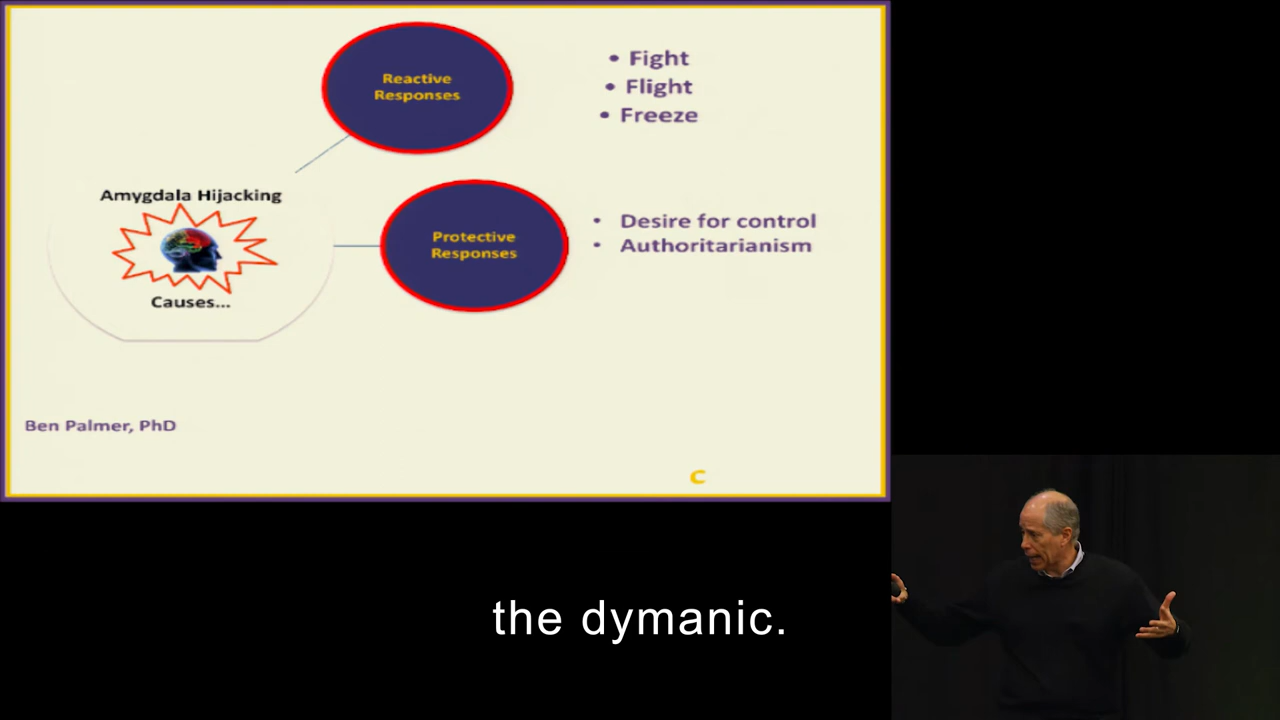 Reactive
Responses
• Fight
• Flight
• Freeze
Amygdala Hijacking
Causes...
Protective
Responses
• Desire for control
• Authoritarianism
Ben Palmer, PhD
C
the dymanic.